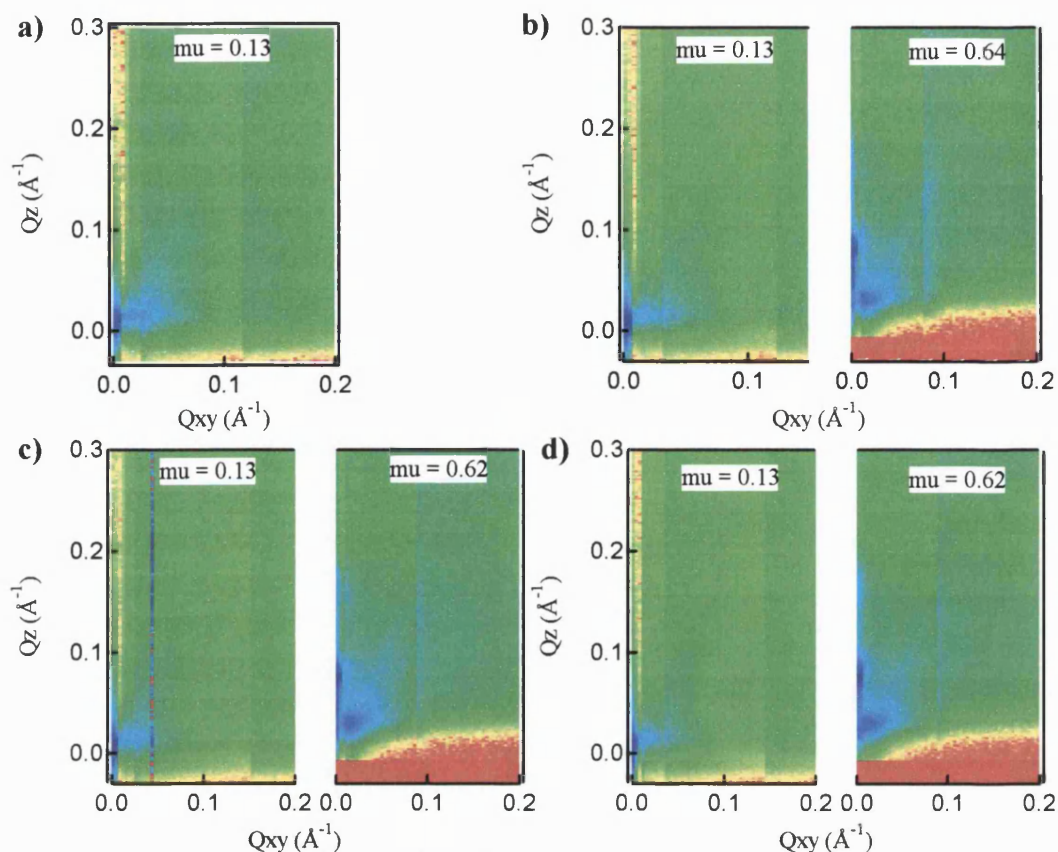 a)
mu = 0.13
0.3
0.2
0.1
0.0
Qz (Å⁻¹)
0.0 0.1 0.2
Qxy (Å⁻¹)
b)
mu = 0.13
mu = 0.64
0.3
0.2
0.1
0.0
Qz (Å⁻¹)
0.0 0.1
0.0 0.1 0.2
Qxy (Å⁻¹)
c)
mu = 0.13
mu = 0.62
0.3
0.2
0.1
0.0
Qz (Å⁻¹)
0.0 0.1 0.2
0.0 0.1 0.2
Qxy (Å⁻¹)
d)
mu = 0.13
mu = 0.62
0.3
0.2
0.1
0.0
Qz (Å⁻¹)
0.0 0.1 0.2
0.0 0.1 0.2
Qxy (Å⁻¹)